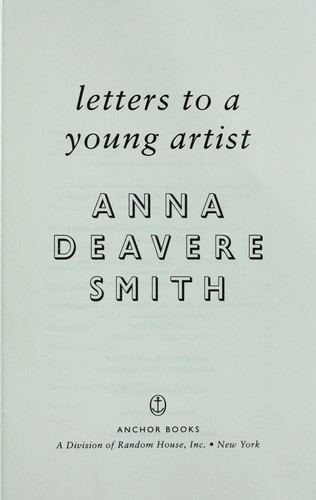 letters to a
young artist
ANNA
DEAVERE
SMITH
ANCHOR BOOKS
A Division of Random House, Inc. • New York